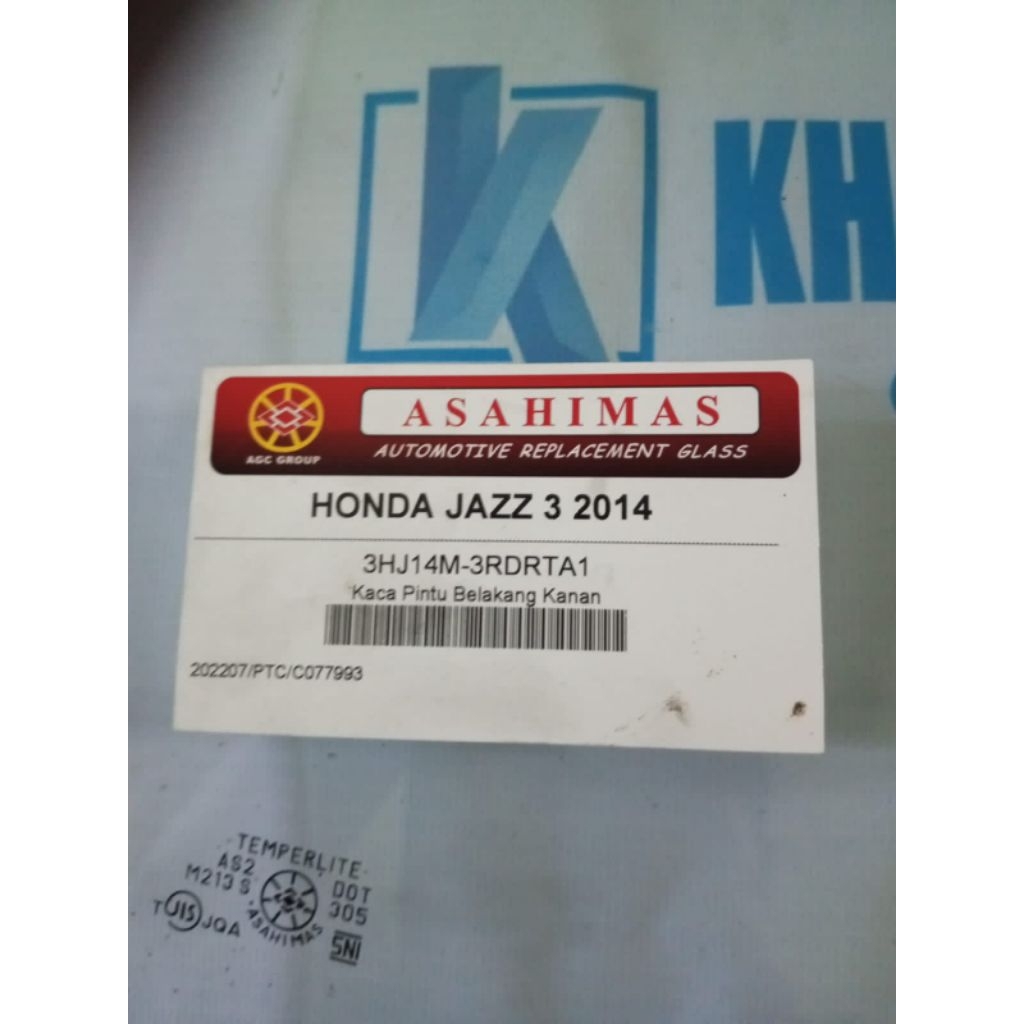 KH
AGC GROUP
ASAHIMAS
AUTOMOTIVE REPLACEMENT GLASS
HONDA JAZZ 3 2014
3HJ14M-3RDRTA1
Kaca Pintu Belakang Kanan
202207/PTC/C077993
TEMPERLITE
AS2 DOT
M213 S 305
T JIS JQA
ASAHIMAS
SNI